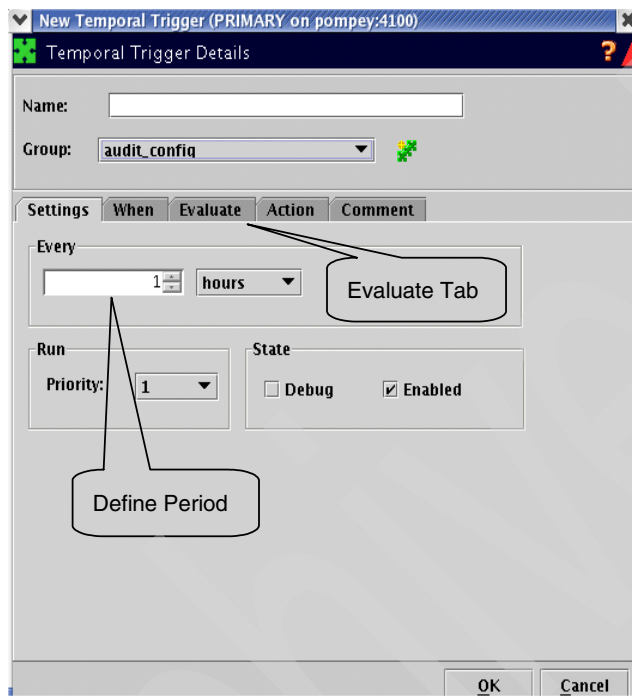 New Temporal Trigger (PRIMARY on pompey:4100)
Temporal Trigger Details
?
Name:
Group: audit_config
Settings When Evaluate Action Comment
Every
1 hours
Evaluate Tab
Run
Priority: 1
State
Debug Enabled
Define Period
OK Cancel